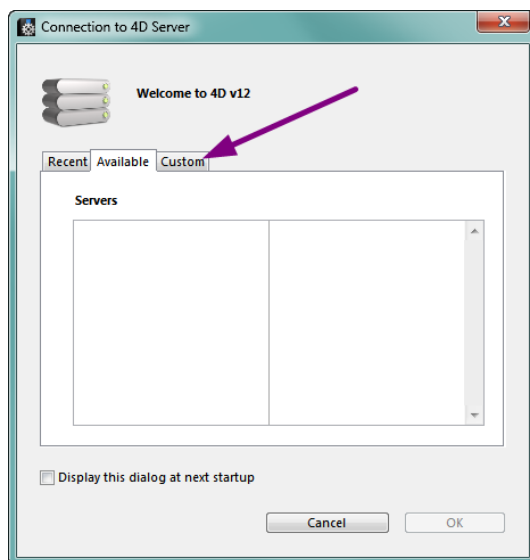 Connection to 4D Server
Welcome to 4D v12
Recent Available Custom
Servers
Display this dialog at next startup
Cancel OK